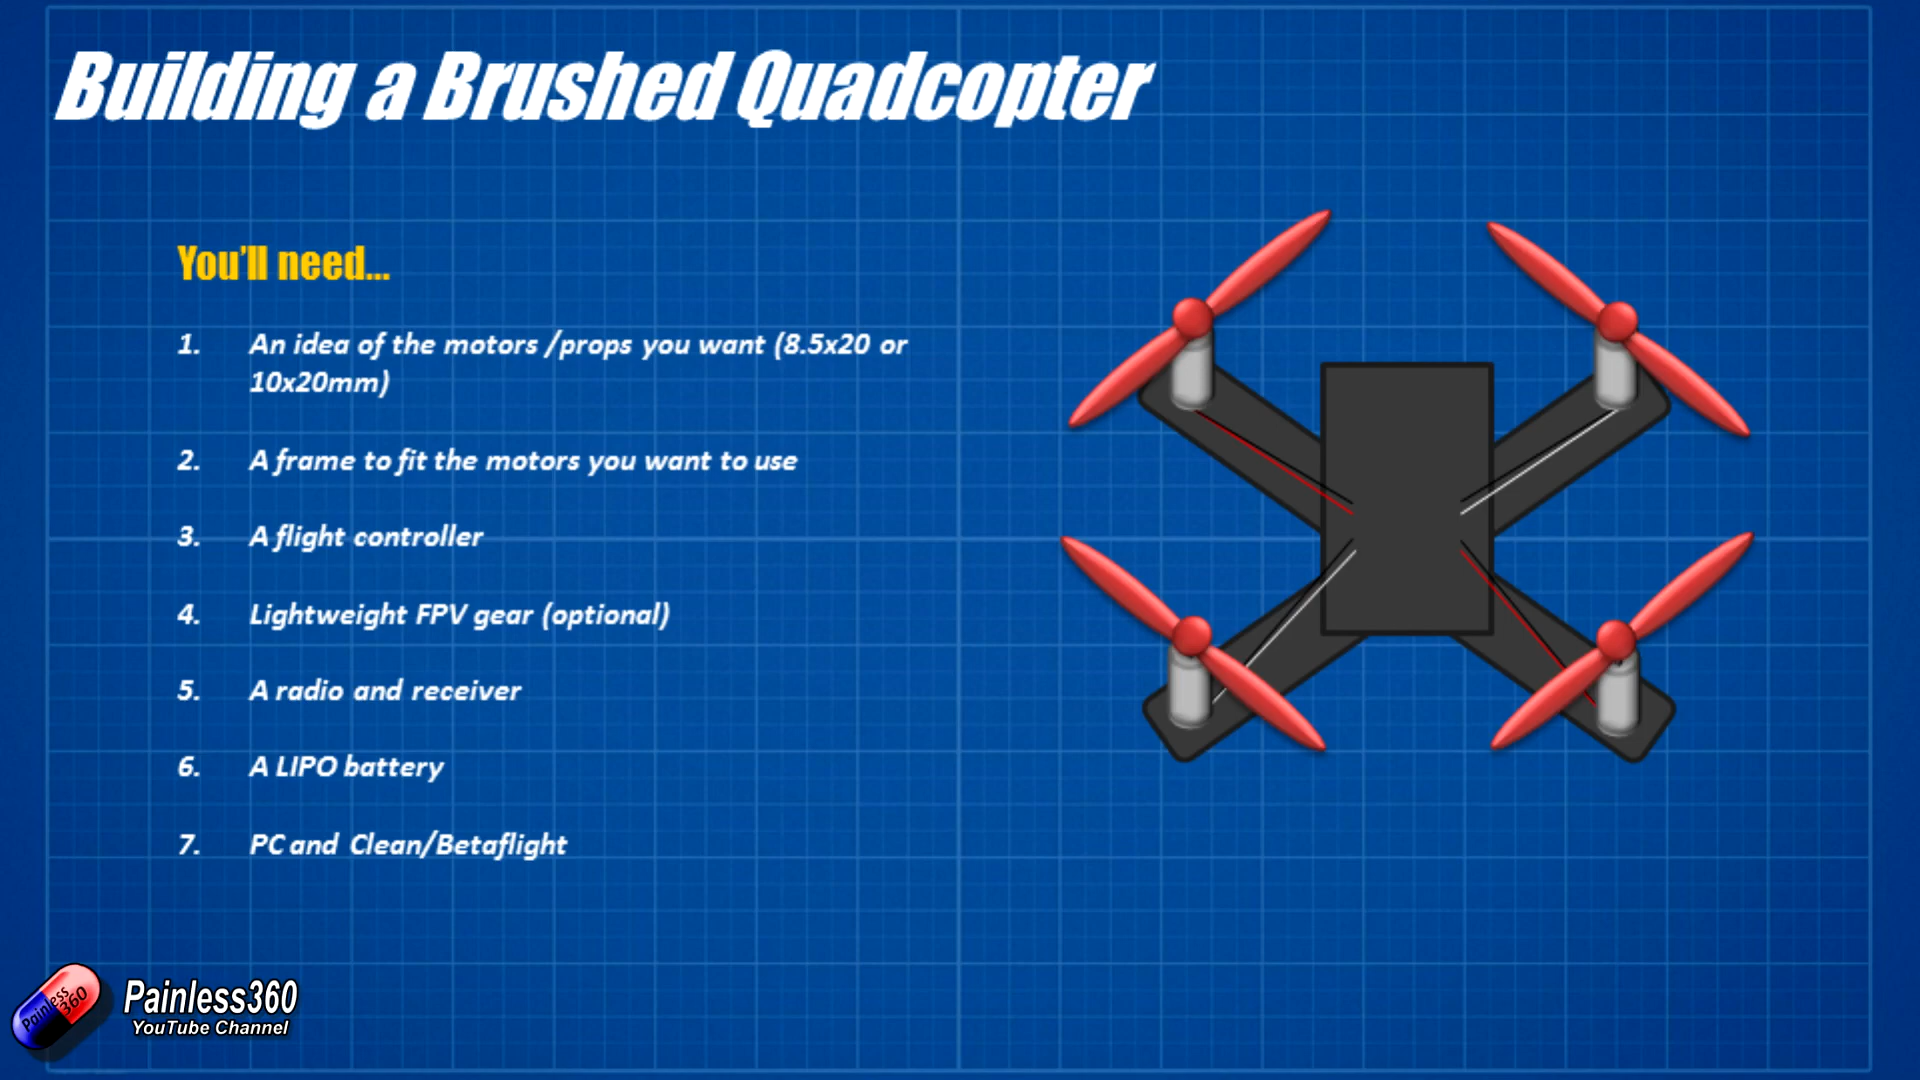 Building a Brushed Quadcopter
You'll need...
1. An idea of the motors /props you want (8.5x20 or
10x20mm)
2. A frame to fit the motors you want to use
3. A flight controller
4. Lightweight FPV gear (optional)
5. A radio and receiver
6. A LIPO battery
7. PC and Clean/Betaflight
Painless
360
Painless360
YouTube Channel